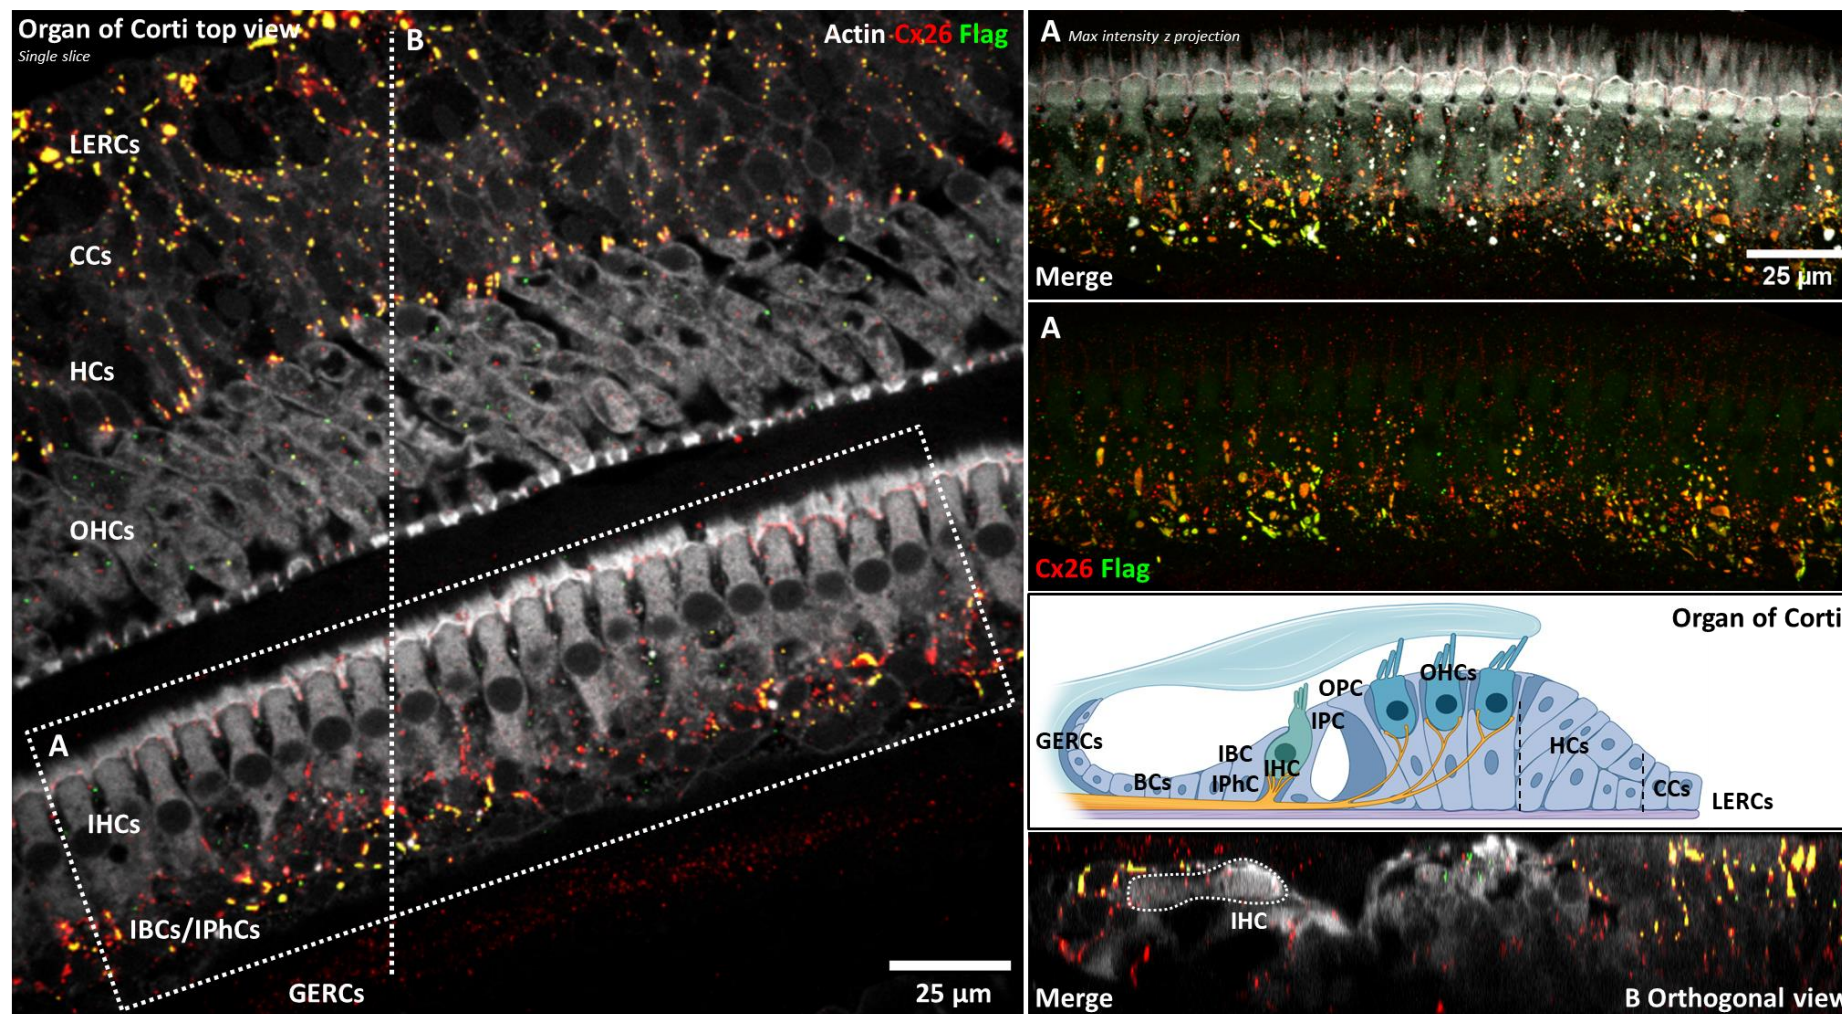 Organ of Corti top view
Single slice
B
Actin Cx26 Flag
LERCs
CCs
HCs
OHCs
A
IHCs
IBCs/IPhCs
GERCs
25 µm
A Max intensity z projection
Merge
25 µm
A
Cx26 Flag
Organ of Corti
OHCs
OPC
IPC
GERCs
IBC
HCs
IHC
BCs
IPhC
CCs
LERCs
IHC
Merge
B Orthogonal view